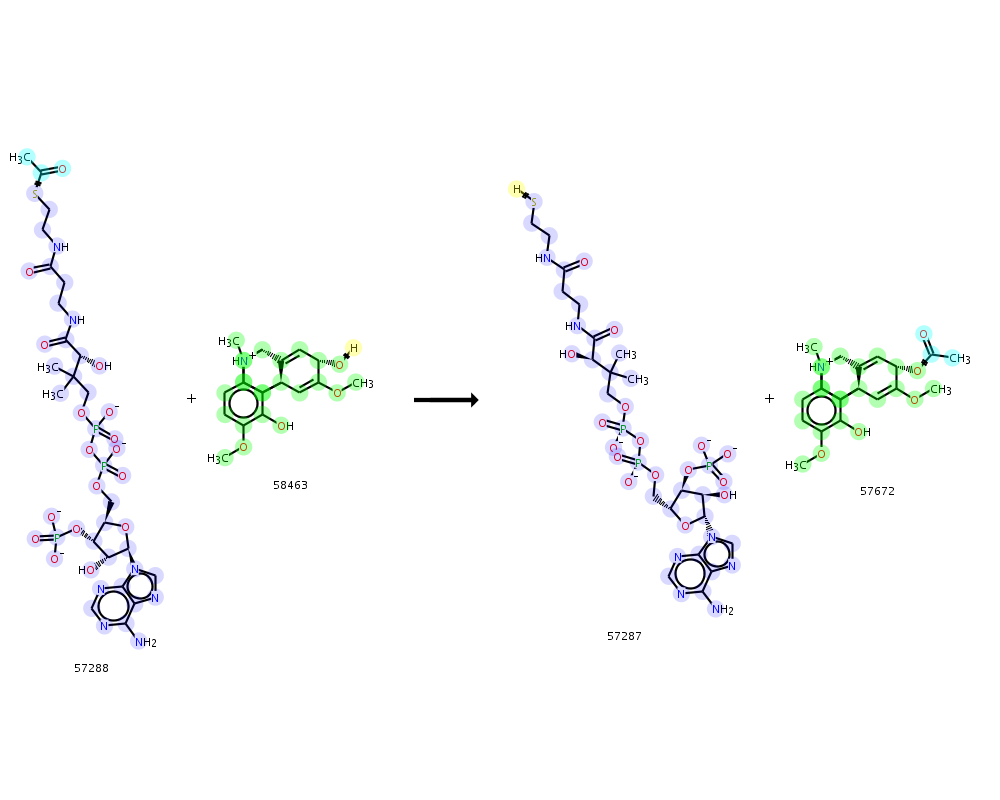 H3C
O
S
NH
O
NH
O
OH
H3C
H3C
O
O-
P
O
O-
O
P
O
O
O-
O
P
O
O-
O
HO
N
N
N
N
N
NH2
57288
+
H3C
HN+
H
O
O
CH3
OH
O
H3C
58463
H
S
HN
O
HN
O
HO
CH3
CH3
O
O
P
O-
O
O
P
O-
O
O-
P
O-
O
O
OH
O
N
N
N
N
NH2
57287
+
O
CH3
O
H3C
HN+
O
CH3
OH
O
H3C
57672